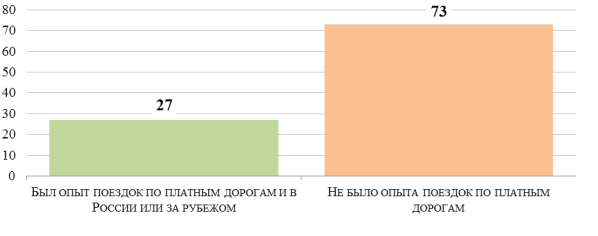 80
70
60
50
40
30
20
10
0
27
73
БЫЛ ОПЫТ ПОЕЗДОК ПО ПЛАТНЫМ ДОРОГАМ И В
РОССИИ ИЛИ ЗА РУБЕЖОМ
НЕ БЫЛО ОПЫТА ПОЕЗДОК ПО ПЛАТНЫМ
ДОРОГАМ